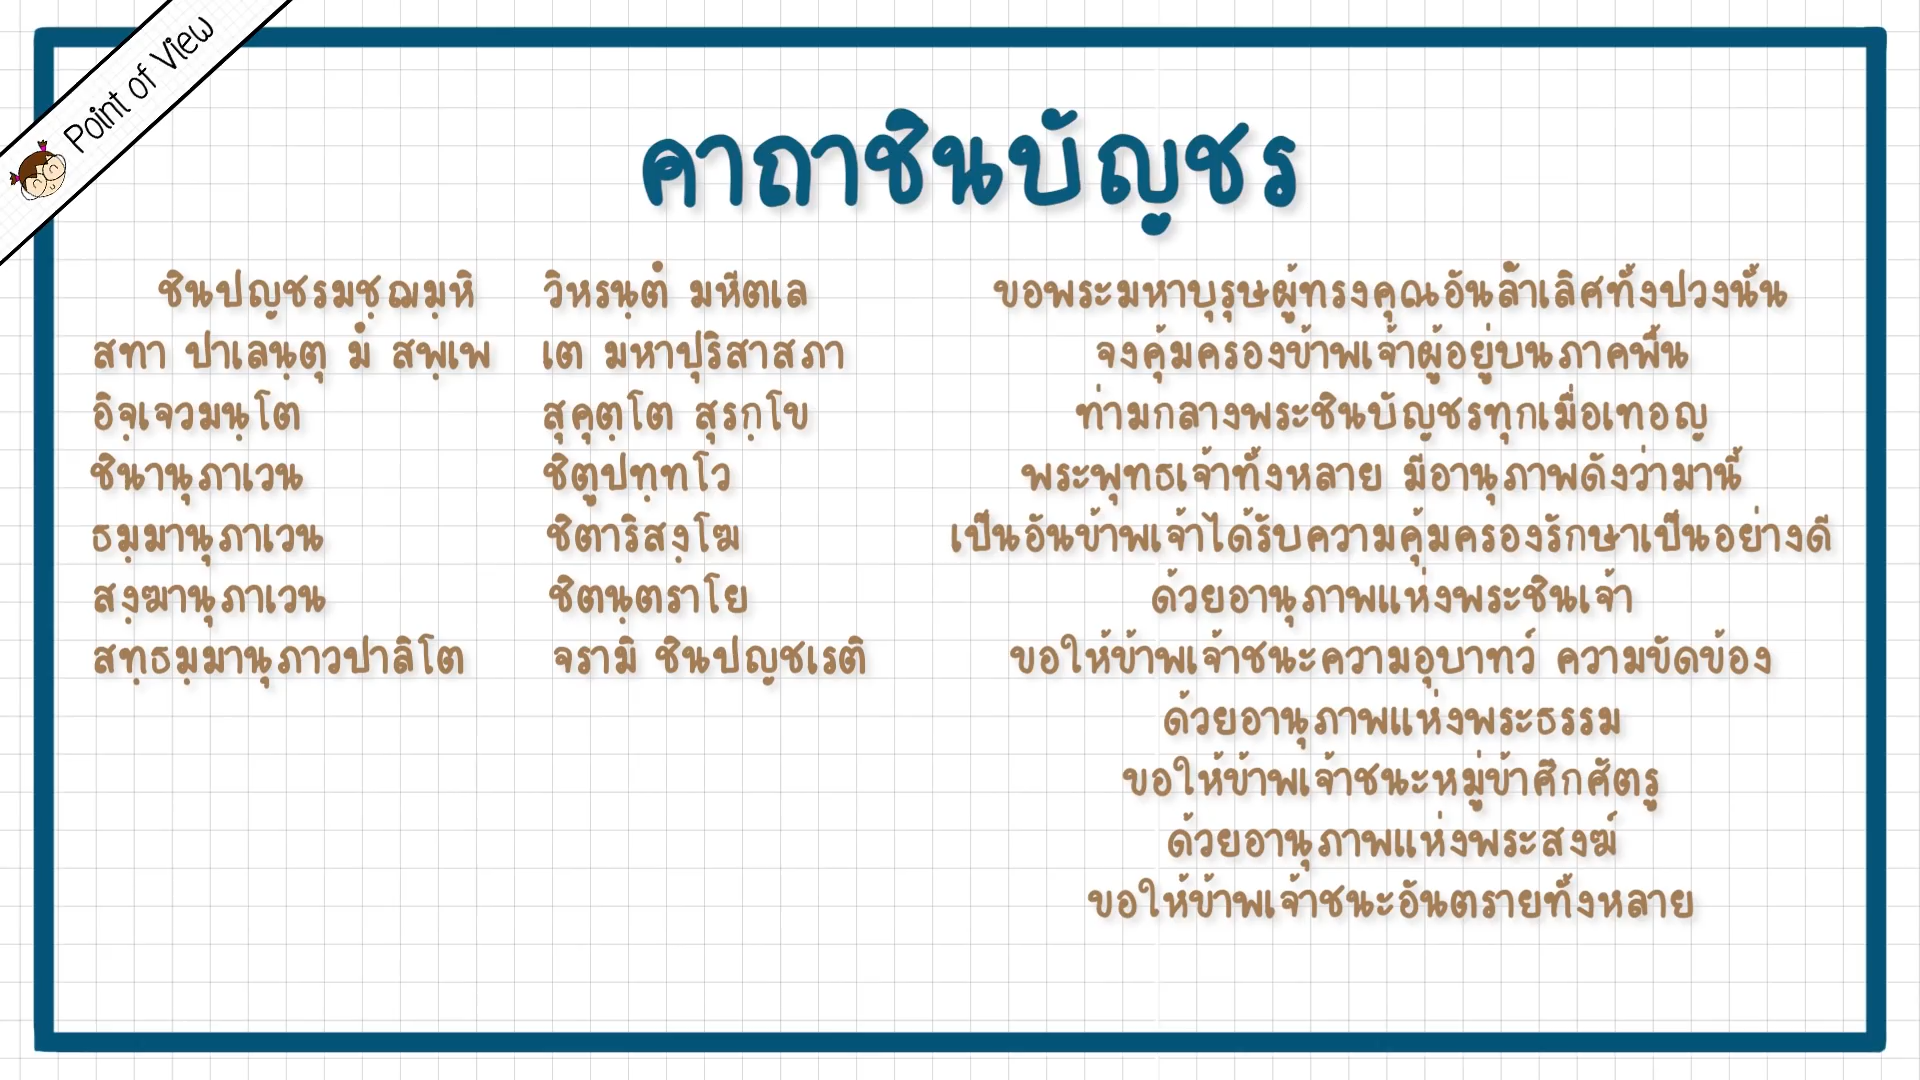 Point of View
คาถาชินบัญชร
ชินปญฺชรมชฺฌมฺหิ วิหรนฺตํ มหีตเล
สทา ปาเลนฺตุ มํ สพฺเพ เต มหาปุริสาสภา
อิจฺเจวมนฺโต สุคุตฺโต สุรกฺโข
ชินานุภาเวน ชิตูปทฺทโว
ธมฺมานุภาเวน ชิตาริสงฺโฆ
สงฺฆานุภาเวน ชิตนฺตราโย
สทฺธมฺมานุภาวปาลิโต จรามิ ชินปญฺชเรติ
ขอพระมหาบุรุษผู้ทรงคุณอันล้ำเลิศทั้งปวงนั้น
จงคุ้มครองข้าพเจ้าผู้อยู่บนภาคพื้น
ท่ามกลางพระชินบัญชรทุกเมื่อเทอญ
พระพุทธเจ้าทั้งหลาย มีอานุภาพดังว่ามานี้
เป็นอันข้าพเจ้าได้รับความคุ้มครองรักษาเป็นอย่างดี
ด้วยอานุภาพแห่งพระชินเจ้า
ขอให้ข้าพเจ้าชนะความอุบาทว์ ความขัดข้อง
ด้วยอานุภาพแห่งพระธรรม
ขอให้ข้าพเจ้าชนะหมู่ข้าศึกศัตรู
ด้วยอานุภาพแห่งพระสงฆ์
ขอให้ข้าพเจ้าชนะอันตรายทั้งหลาย